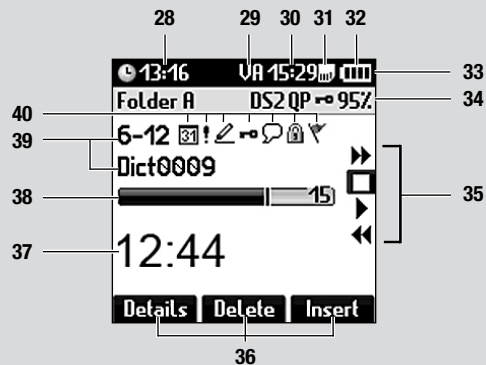 28 29 30 31 32
13:16 VA 15:29 33
Folder A DS2 QP 95% 34
40
39 6-12 31 !
Dict0009
38 15 35
37 12:44
Details Delete Insert
36